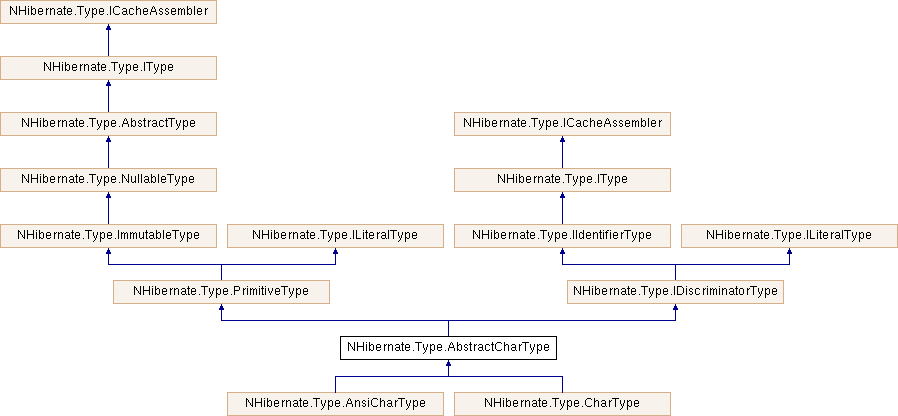 NHibernate.Type.ICacheAssembler
NHibernate.Type.IType
NHibernate.Type.AbstractType
NHibernate.Type.ICacheAssembler
NHibernate.Type.NullableType
NHibernate.Type.IType
NHibernate.Type.ImmutableType
NHibernate.Type.ILiteralType
NHibernate.Type.IIdentifierType
NHibernate.Type.ILiteralType
NHibernate.Type.PrimitiveType
NHibernate.Type.IDiscriminatorType
NHibernate.Type.AbstractCharType
NHibernate.Type.AnsiCharType
NHibernate.Type.CharType